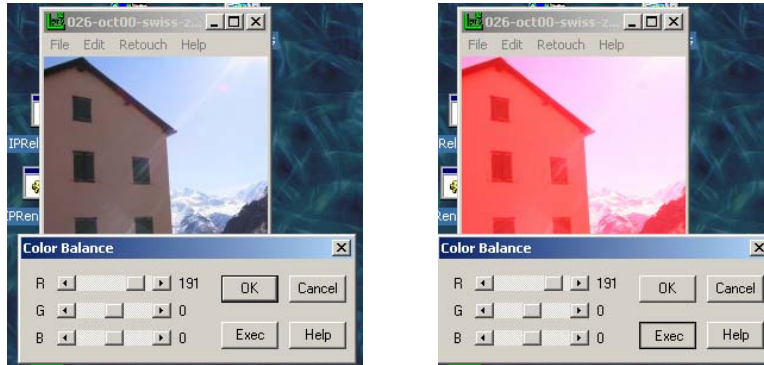 026-oct00-swiss-z...
File Edit Retouch Help
IPRel
IPRen
Color Balance
R 191 OK Cancel
G 0
B 0 Exec Help
026-oct00-swiss-z...
File Edit Retouch Help
Rel
Ren
Color Balance
R 191 OK Cancel
G 0
B 0 Exec Help